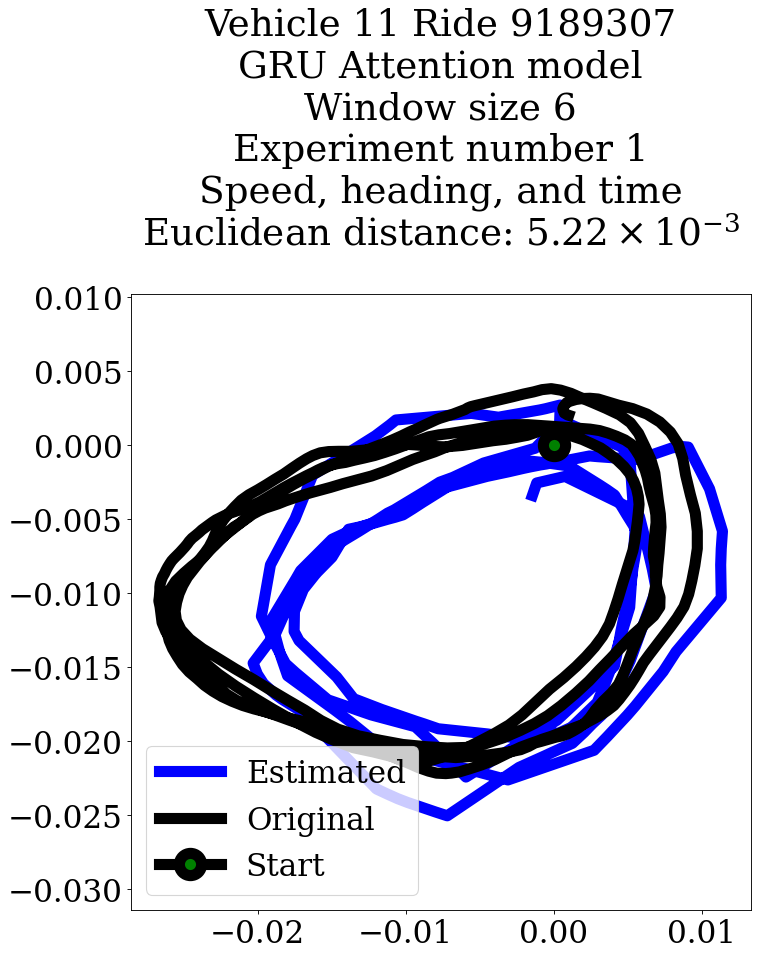 Vehicle 11 Ride 9189307
GRU Attention model
Window size 6
Experiment number 1
Speed, heading, and time
Euclidean distance: 5.22 × 10⁻³
0.010
0.005
0.000
−0.005
−0.010
−0.015
−0.020
−0.025
−0.030
Estimated
Original
Start
−0.02 −0.01 0.00 0.01